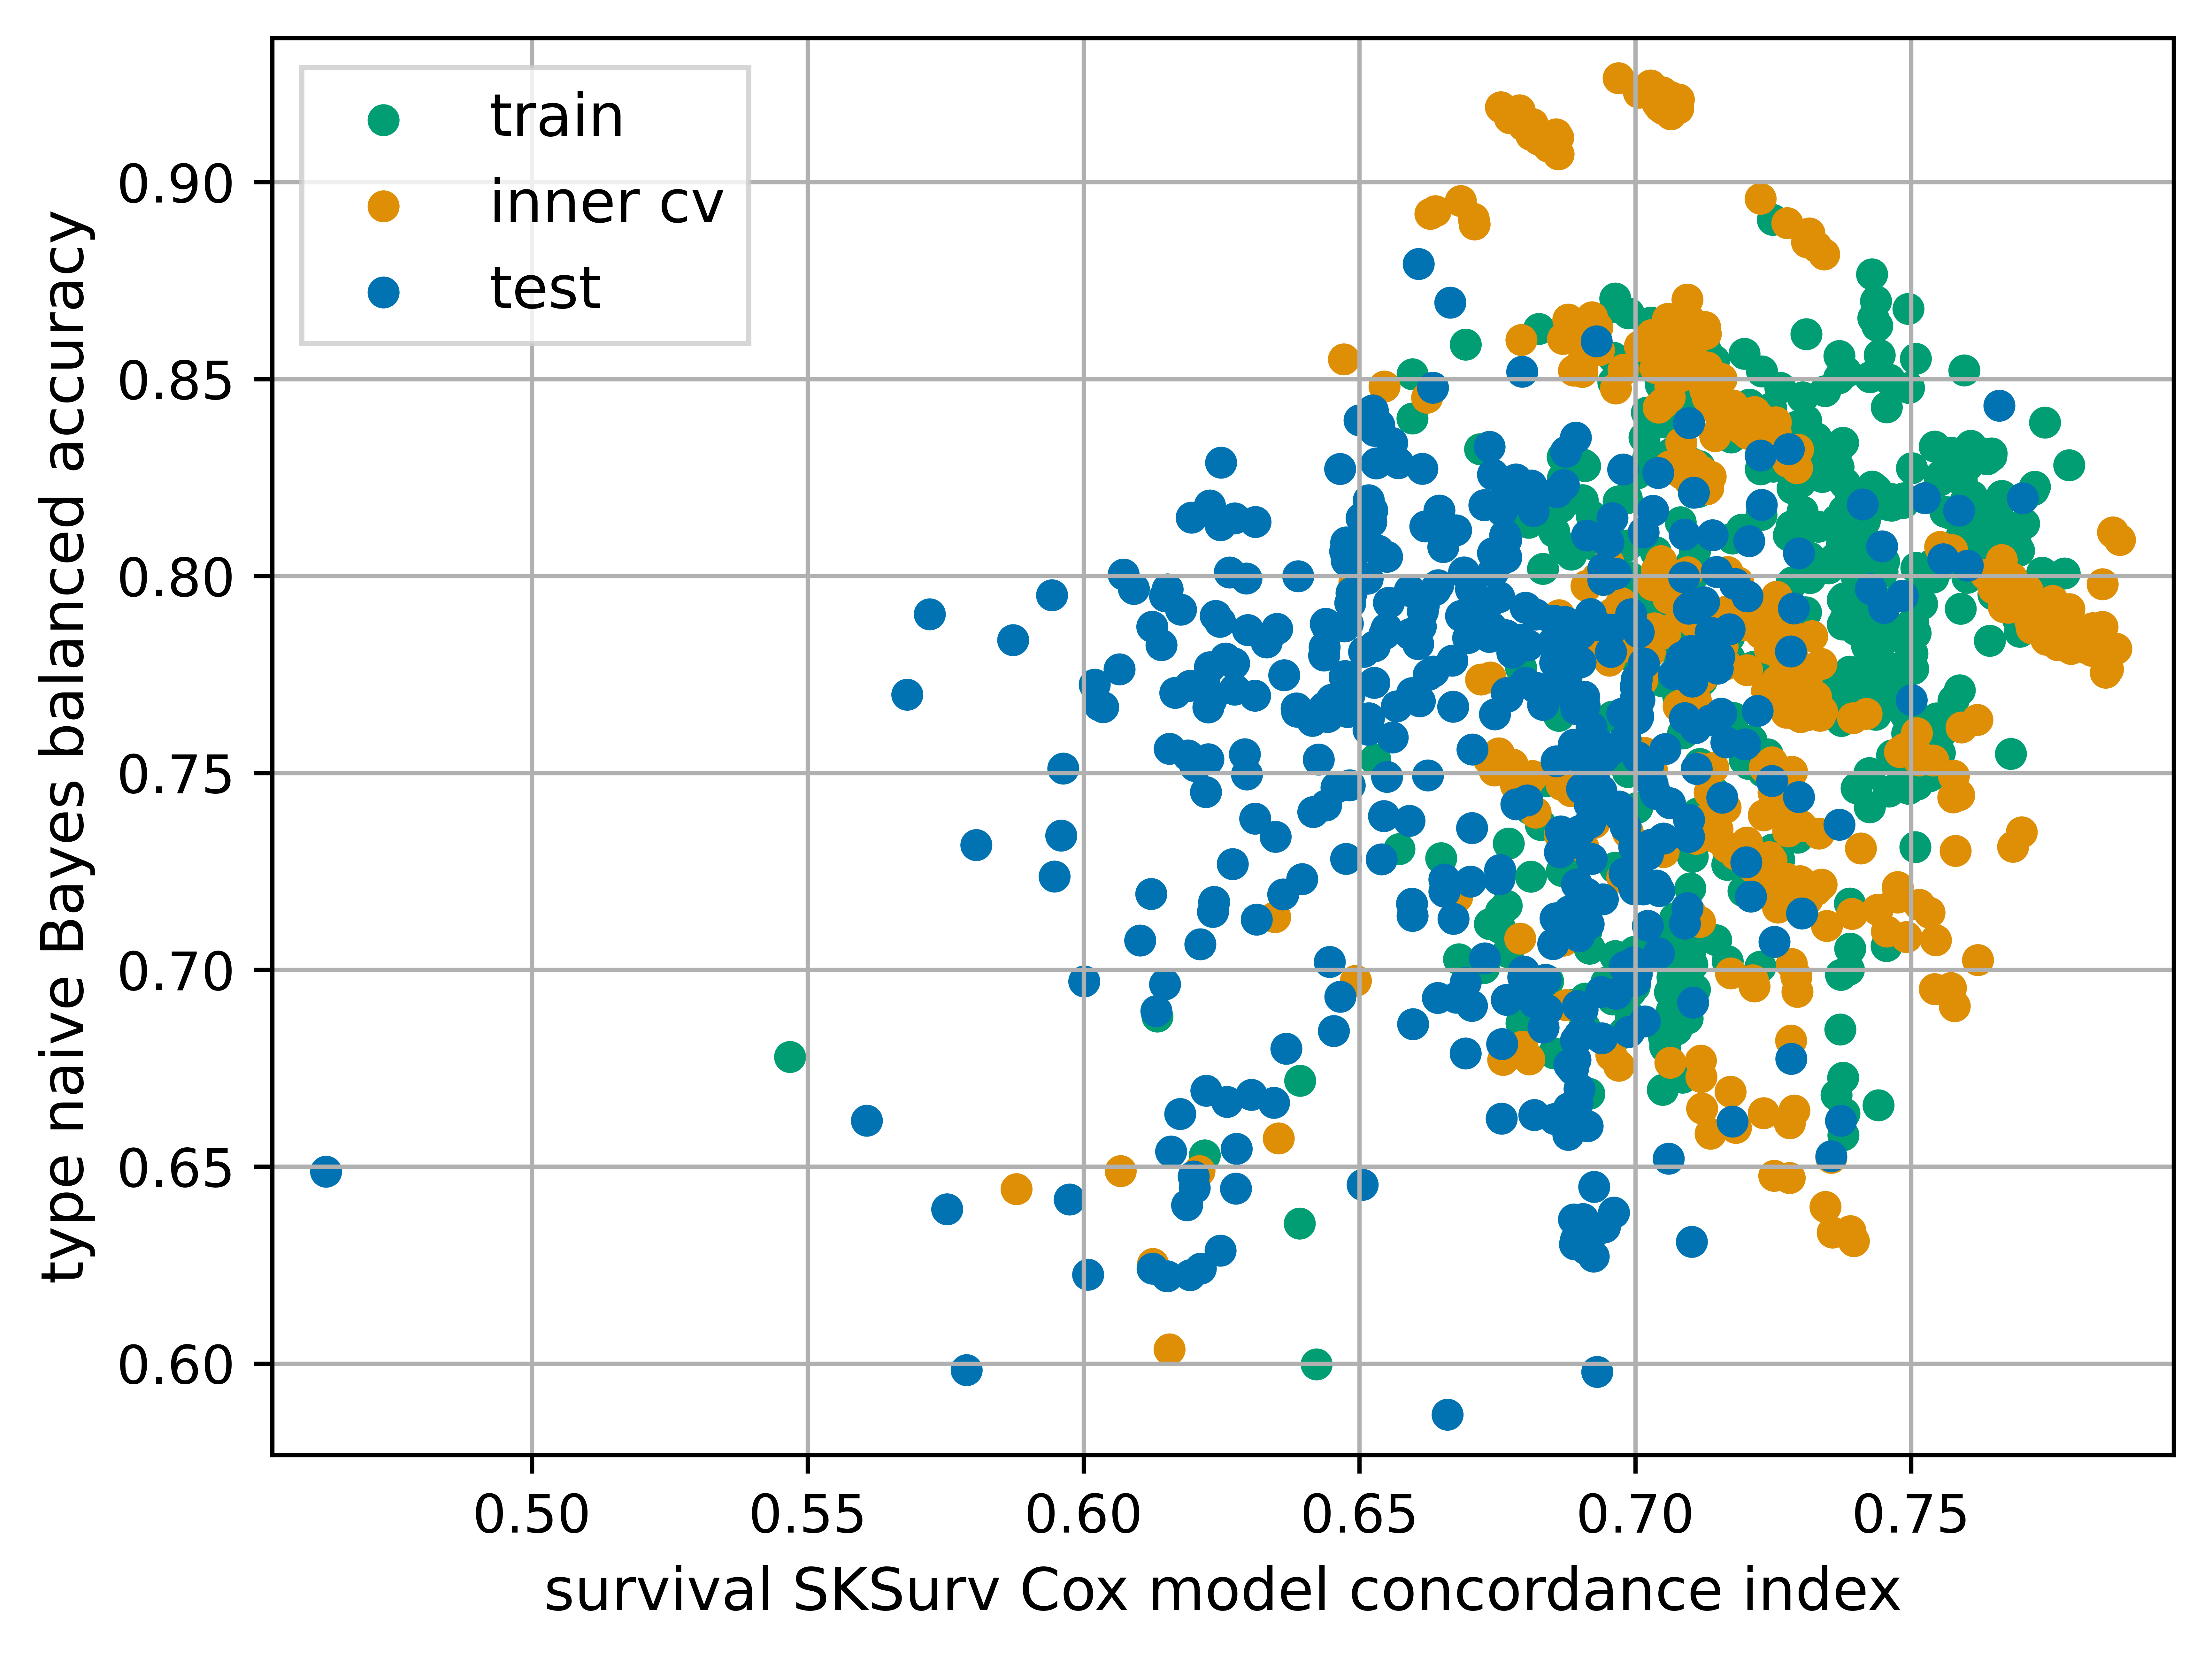 train
inner cv
test
0.90
0.85
0.80
0.75
0.70
0.65
0.60
type naive Bayes balanced accuracy
0.50 0.55 0.60 0.65 0.70 0.75
survival SKSurv Cox model concordance index